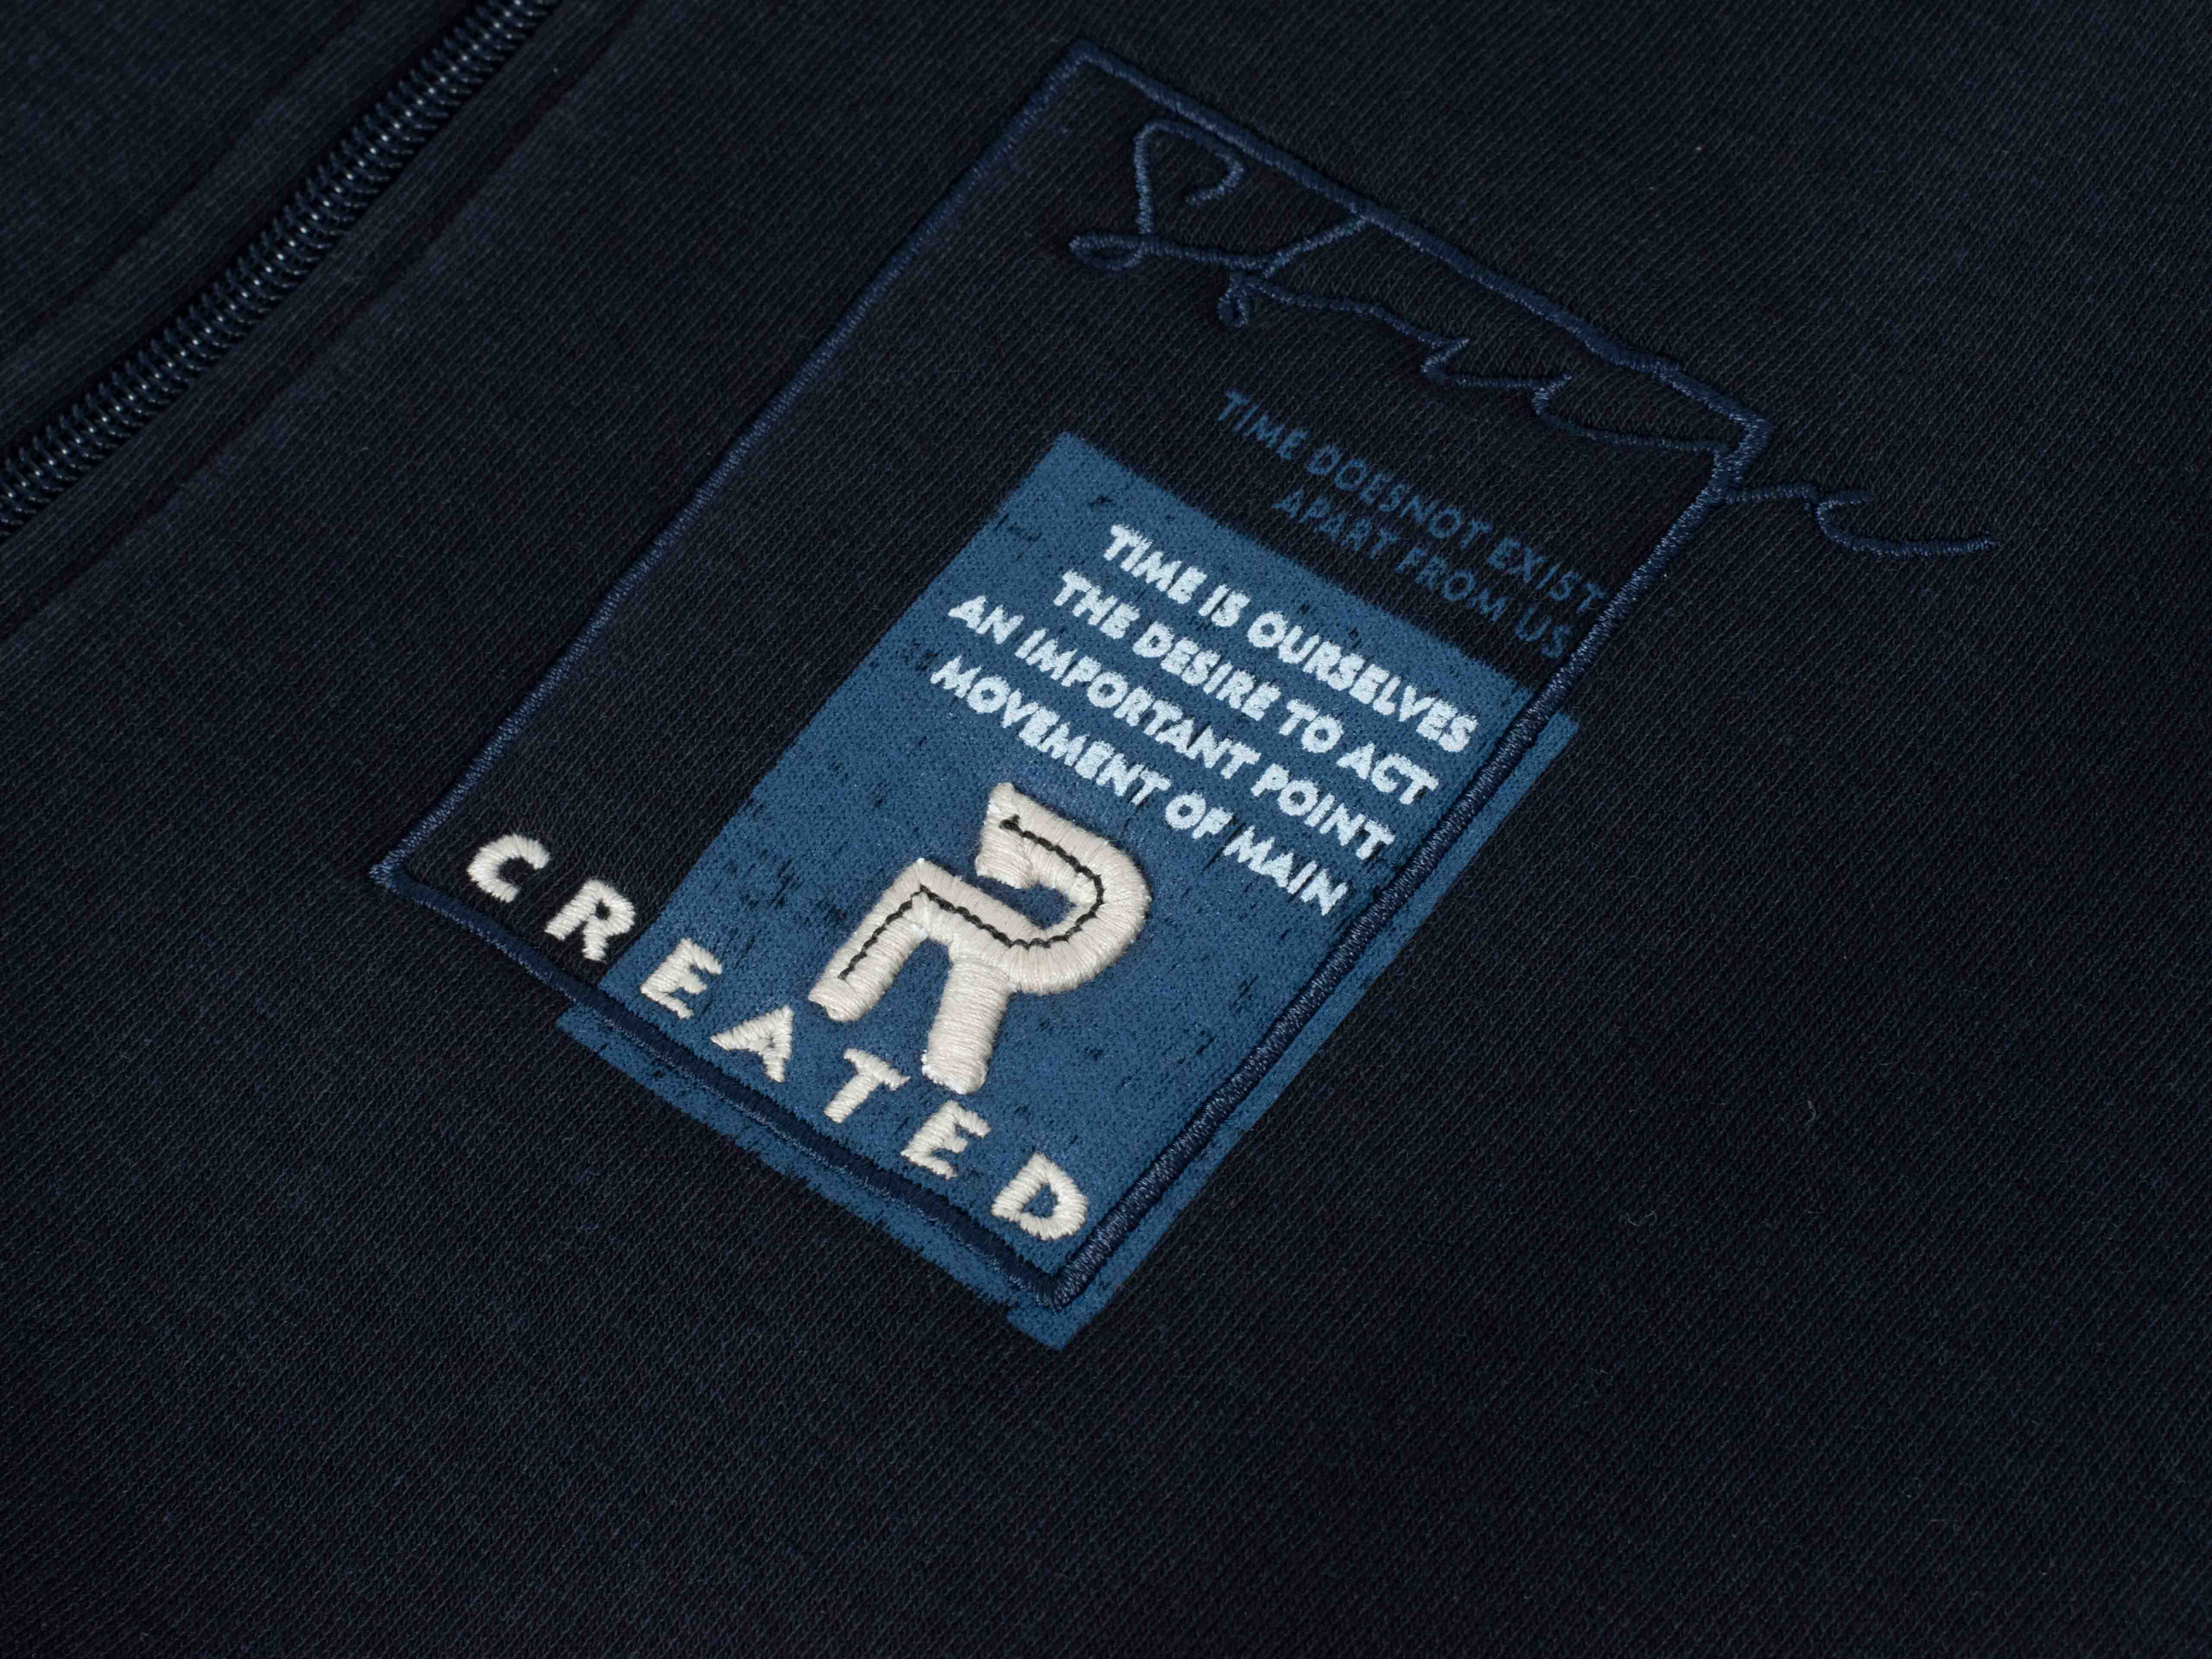 TIME DOESNOT EXIST
APART FROM US
TIME IS OURSELVES
THE DESIRE TO ACT
AN IMPORTANT POINT
MOVEMENT OF MAIN
R
CREATED